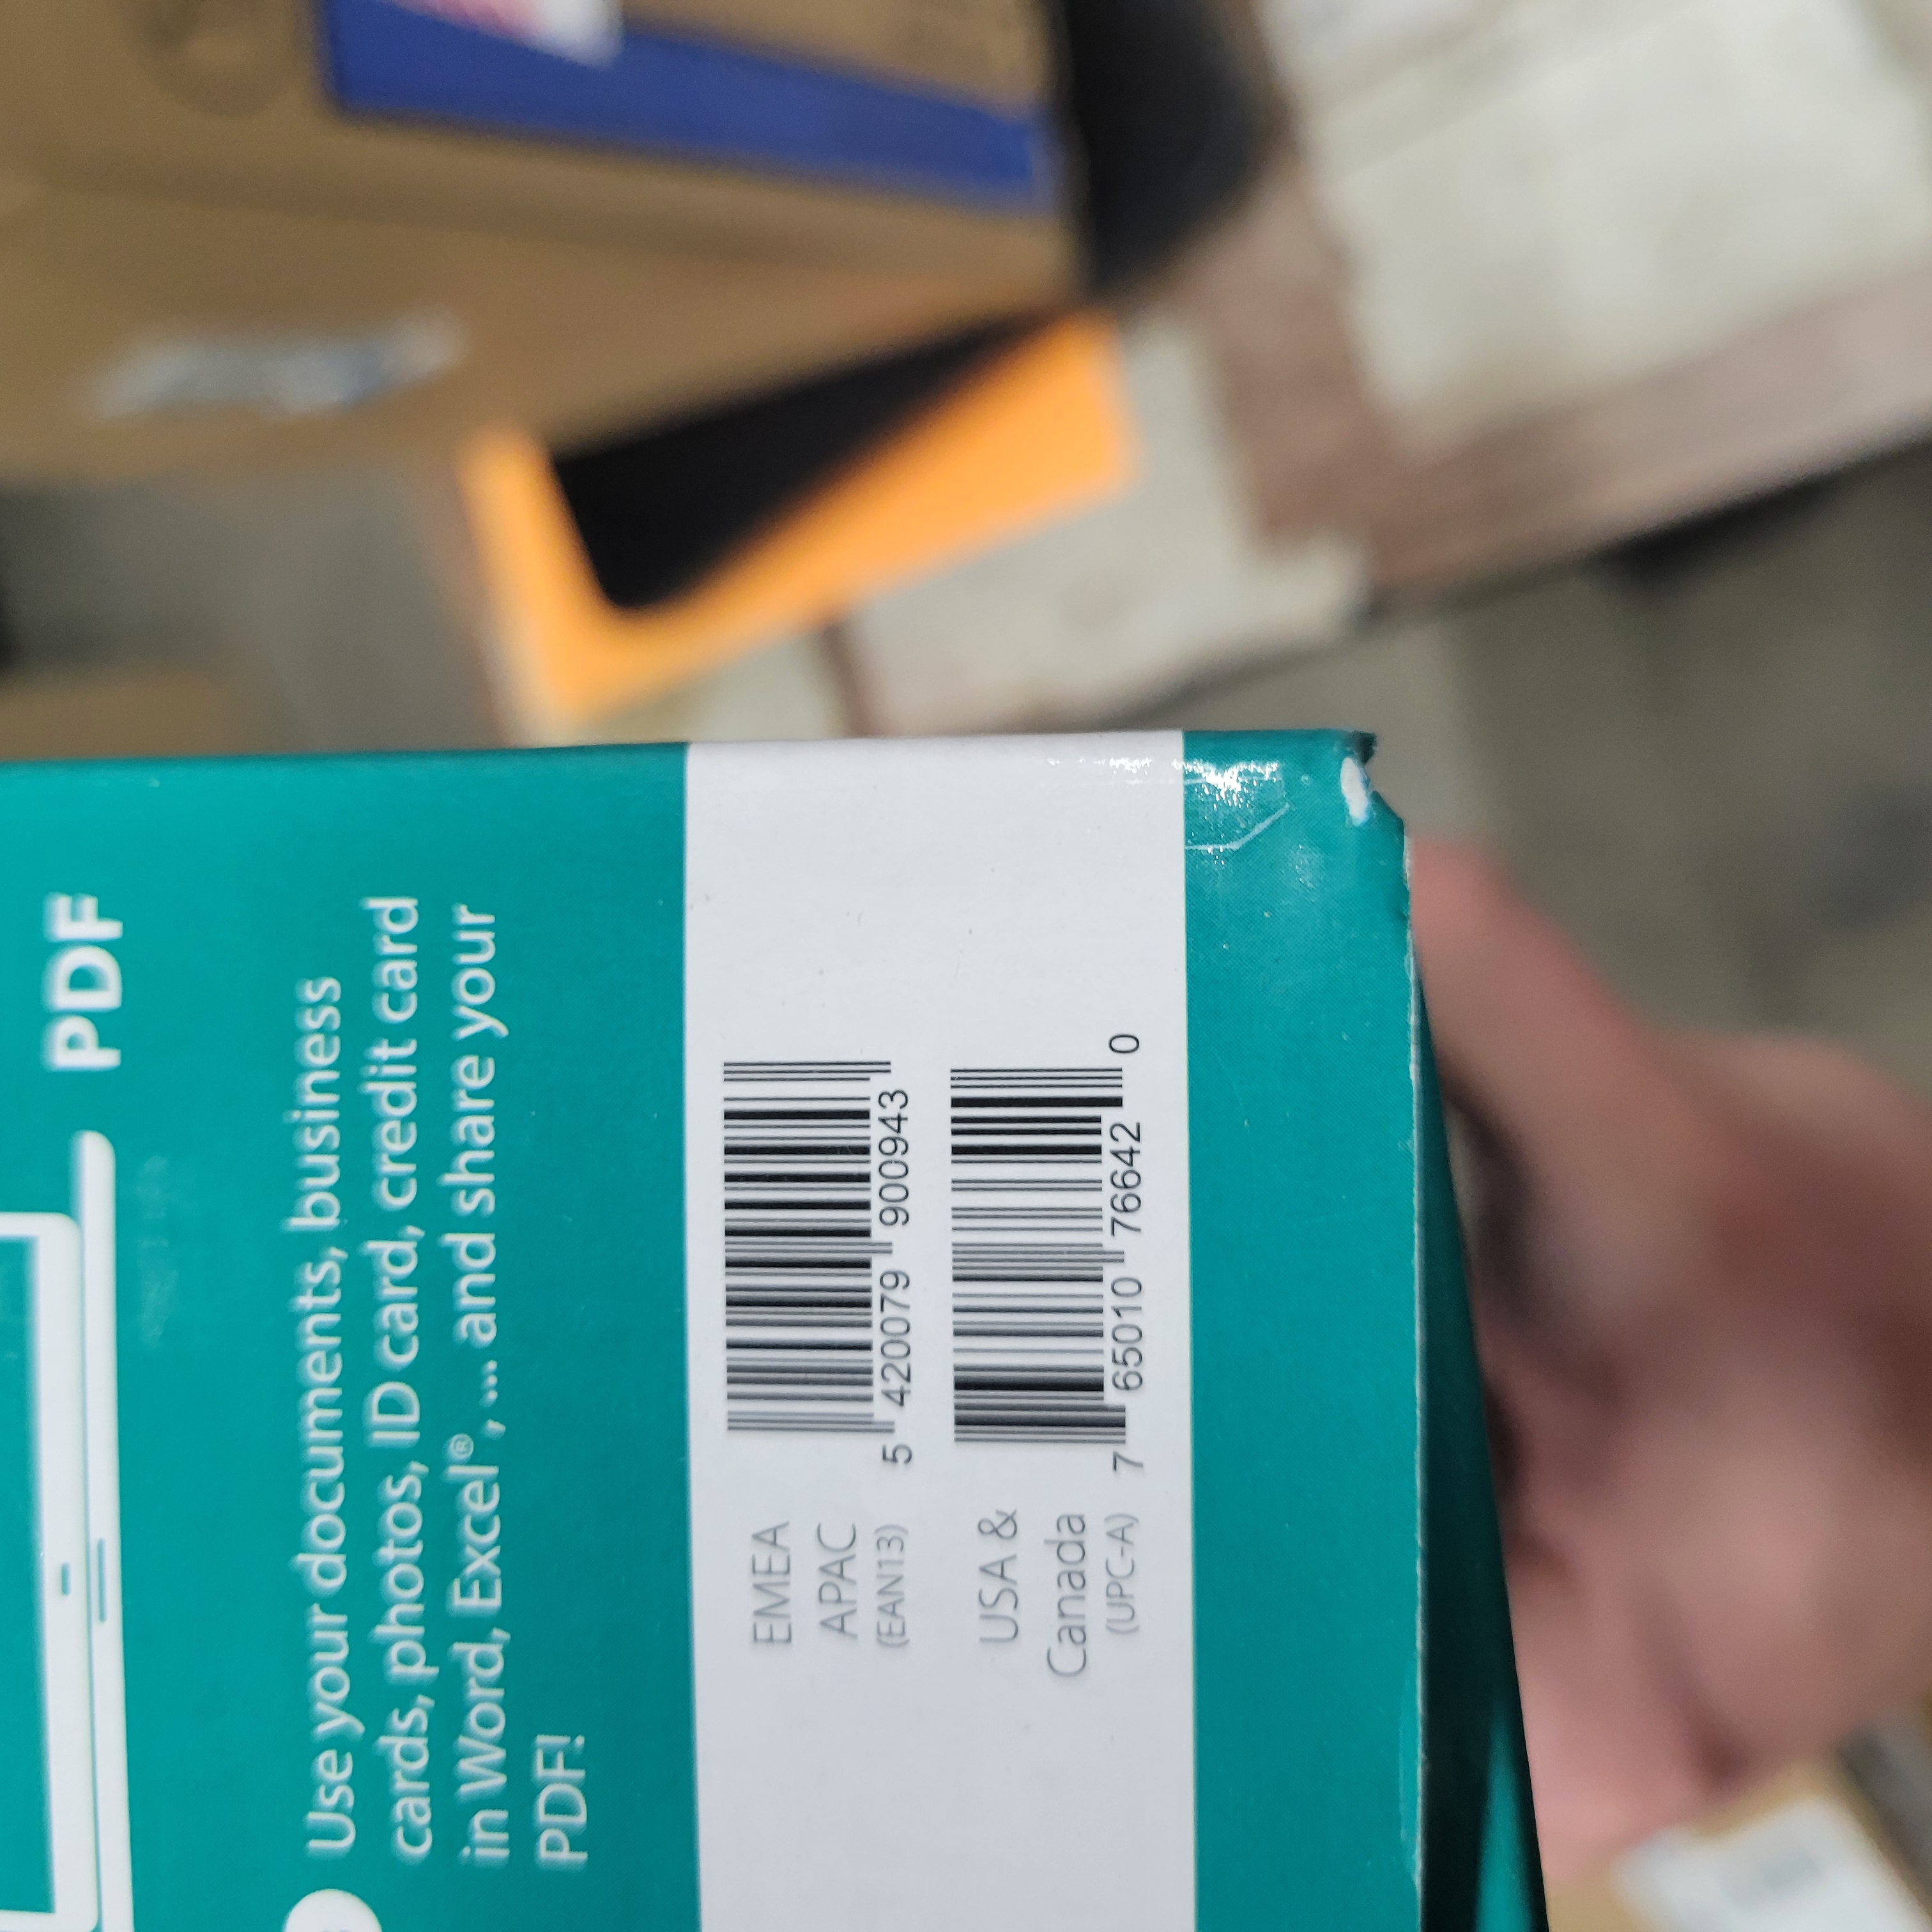 PDF
Use your documents, business
cards, photos, ID card, credit card
in Word, Excel®, ... and share your
PDF!
EMEA
APAC
(EAN13)
5 420079 900943
USA &
Canada
(UPC-A)
7 65010 76642 0